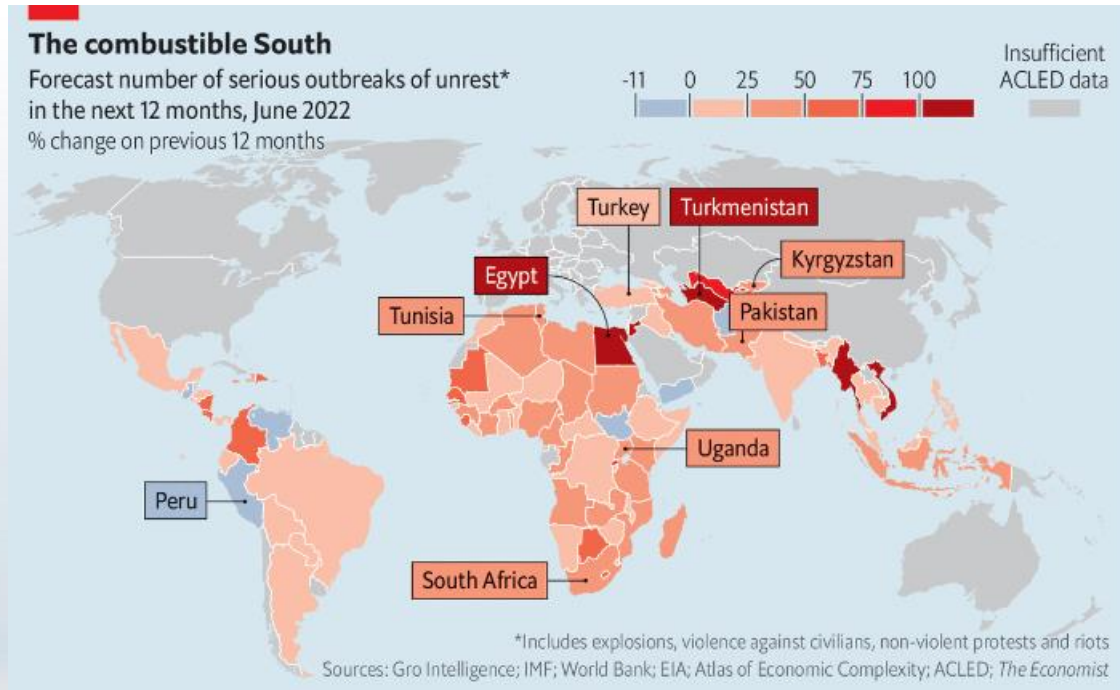 The combustible South
Forecast number of serious outbreaks of unrest*
in the next 12 months, June 2022
% change on previous 12 months
-11 0 25 50 75 100
Insufficient
ACLED data
Turkey
Turkmenistan
Egypt
Kyrgyzstan
Tunisia
Pakistan
Uganda
Peru
South Africa
*Includes explosions, violence against civilians, non-violent protests and riots
Sources: Gro Intelligence; IMF; World Bank; EIA; Atlas of Economic Complexity; ACLED; The Economist